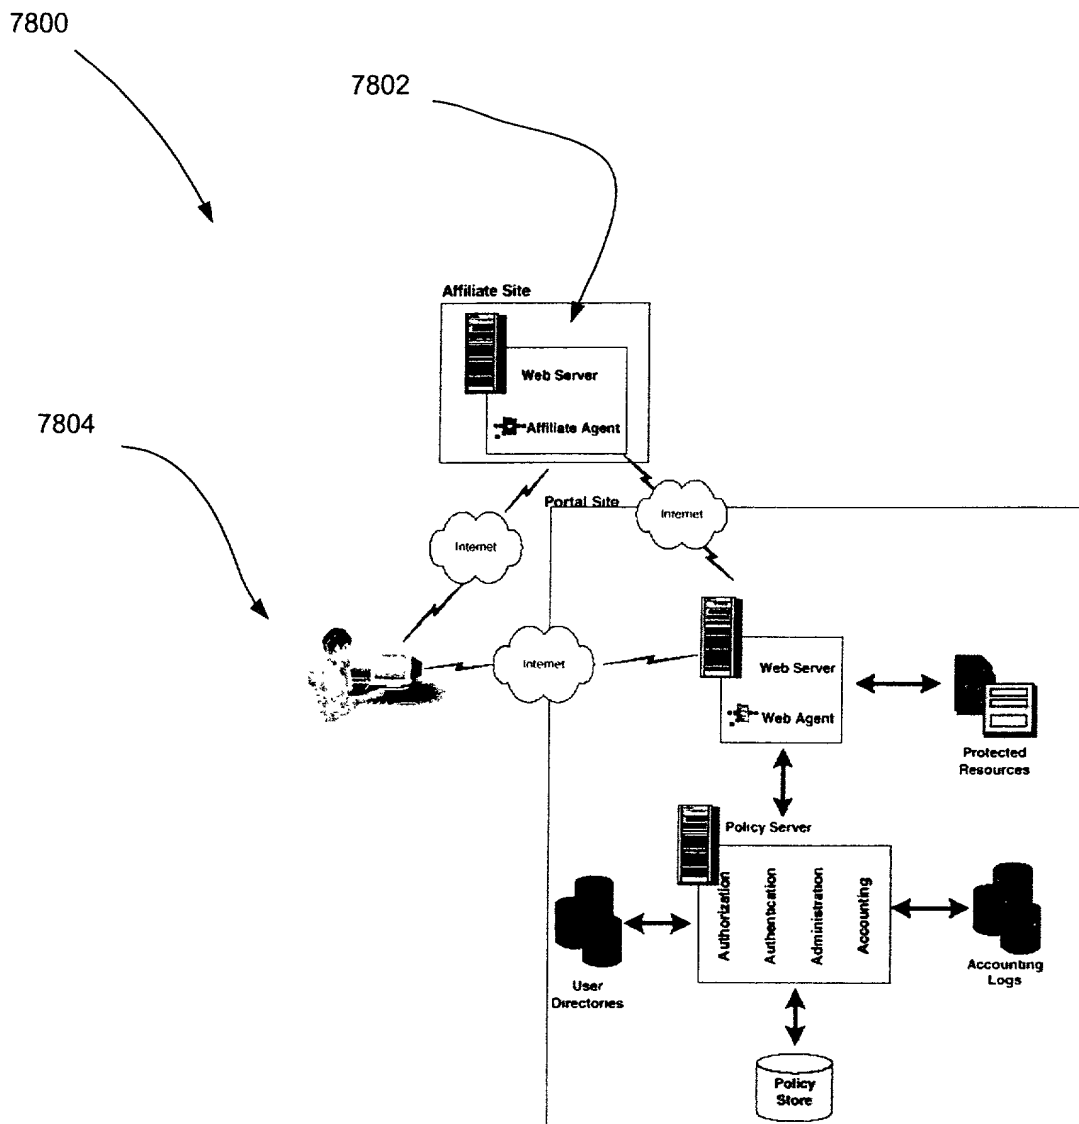 7800
7802
Affiliate Site
Web Server
Affiliate Agent
7804
Portal Site
Internet
Internet
Internet
Web Server
Web Agent
Protected
Resources
Policy Server
Authorization
Authentication
Administration
Accounting
User
Directories
Accounting
Logs
Policy
Store